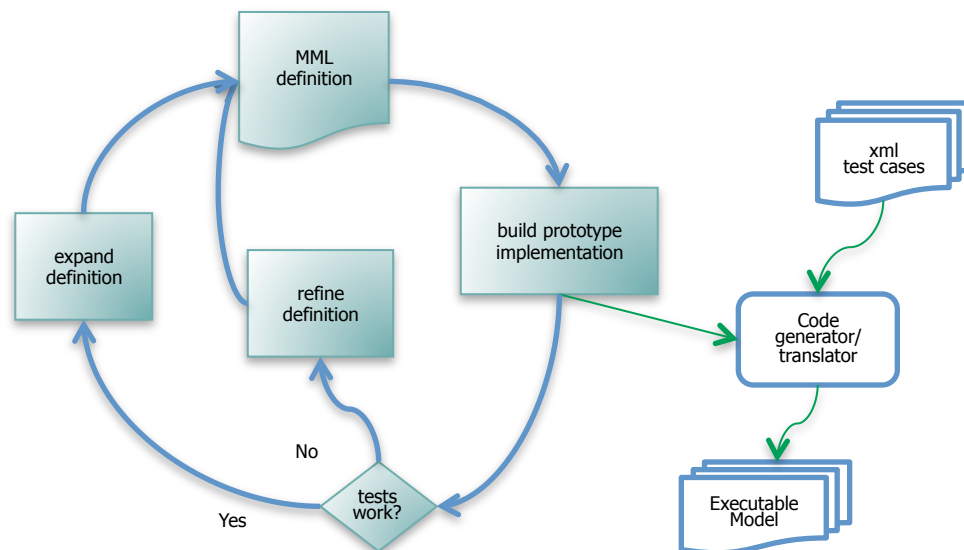 MML
definition
xml
test cases
build prototype
implementation
expand
definition
refine
definition
Code
generator/
translator
No
tests
work?
Yes
Executable
Model